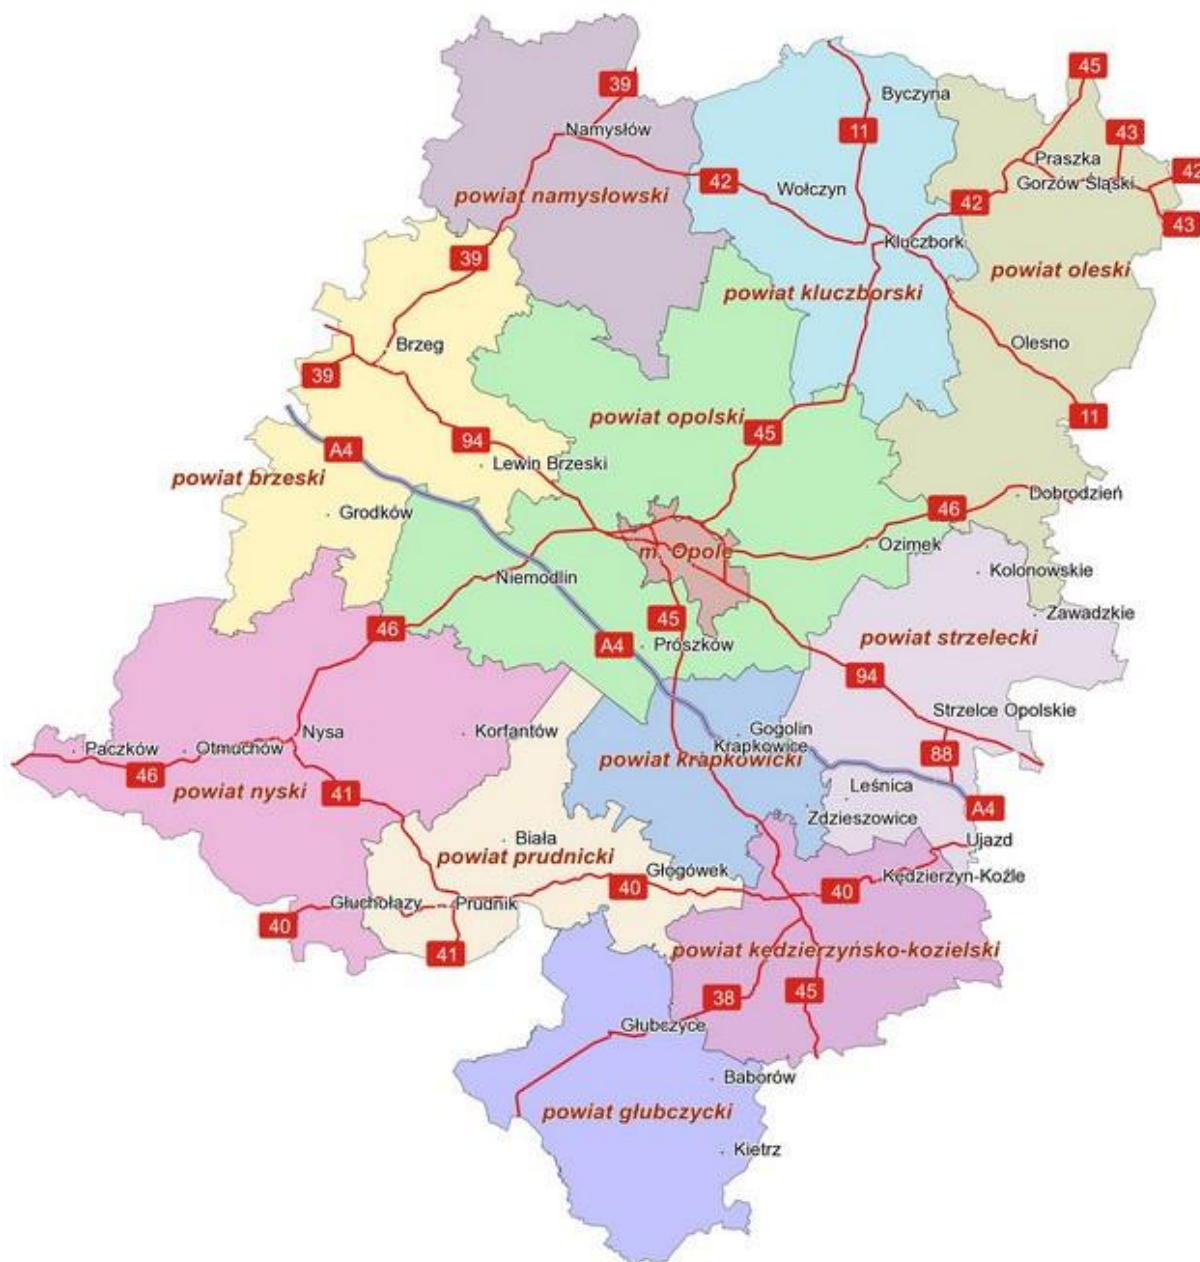 45
39
Byczyna
Namysłów
11
43
Praszka
42
Gorzów Śląski
42
Wołczyn
powiat namysłowski
42
43
Kluczbork
39
powiat oleski
powiat kluczborski
Olesno
Brzeg
39
powiat opolski
11
45
94
A4
Lewin Brzeski
powiat brzeski
Dobrodzień
46
Grodków
Ozimek
m. Opole
Kolonowskie
Niemodlin
Zawadzkie
45
46
powiat strzelecki
A4
Prószków
94
Strzelce Opolskie
Nysa
Korfantów
Gogolin
Krapkowice
Paczków
Otmuchów
88
powiat krapkowicki
46
Leśnica
powiat nyski
41
A4
Zdzieszowice
Biała
Ujazd
powiat prudnicki
Głogówek
Kędzierzyn-Koźle
40
40
Głuchołazy
Prudnik
40
41
powiat kędzierzyńsko-kozielski
38
45
Głubczyce
Baborów
powiat głubczycki
Kietrz